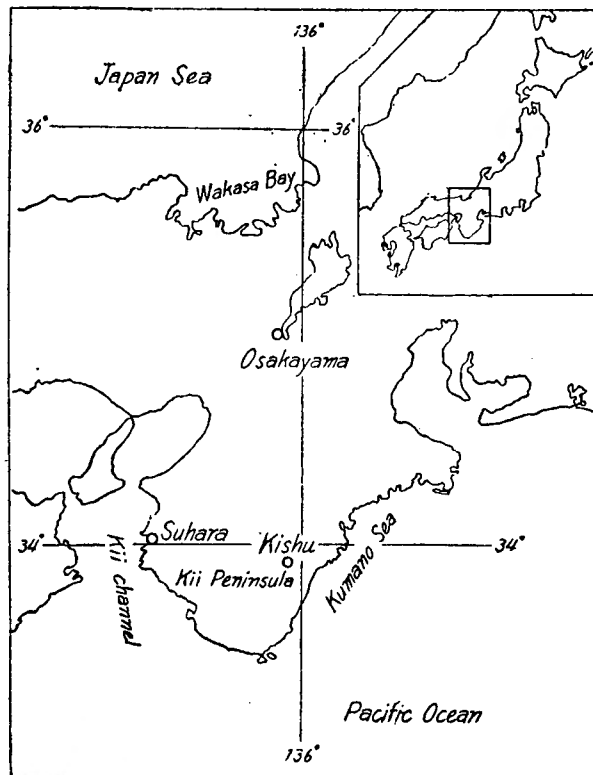 136°
Japan Sea
36°
36°
Wakasa Bay
Osakayama
Suhara
Kishu
34°
34°
Kii channel
Kii Peninsula
Kumano Sea
Pacific Ocean
136°